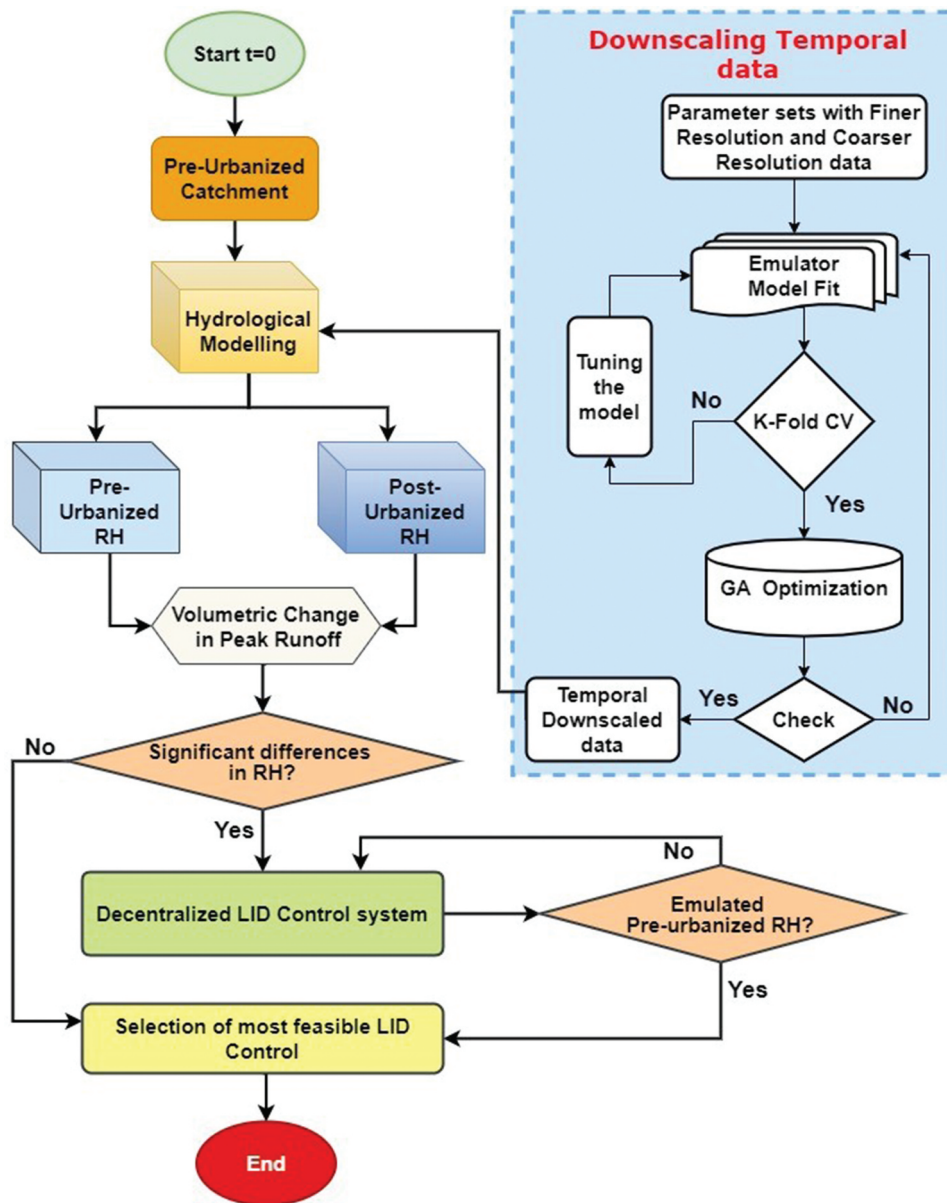 Start t=0
Pre-Urbanized
Catchment
Hydrological
Modelling
Pre-
Urbanized
RH
Post-
Urbanized
RH
Volumetric Change
in Peak Runoff
Significant differences
in RH?
No
Yes
Decentralized LID Control system
Emulated
Pre-urbanized RH?
No
Yes
Selection of most feasible LID
Control
End
Downscaling Temporal
data
Parameter sets with Finer
Resolution and Coarser
Resolution data
Emulator
Model Fit
Tuning
the
model
No
K-Fold CV
Yes
GA Optimization
Check
Yes
No
Temporal
Downscaled
data